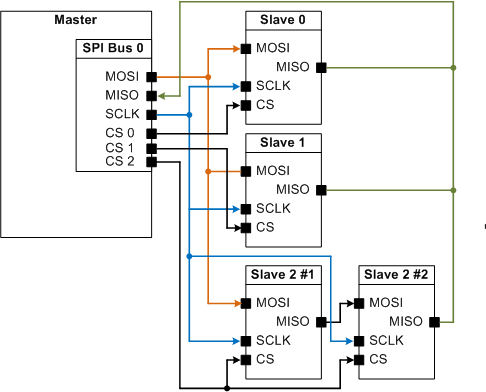 Master
SPI Bus 0
MOSI
MISO
SCLK
CS 0
CS 1
CS 2
Slave 0
MOSI
MISO
SCLK
CS
Slave 1
MOSI
MISO
SCLK
CS
Slave 2 #1
MOSI
MISO
SCLK
CS
Slave 2 #2
MOSI
MISO
SCLK
CS